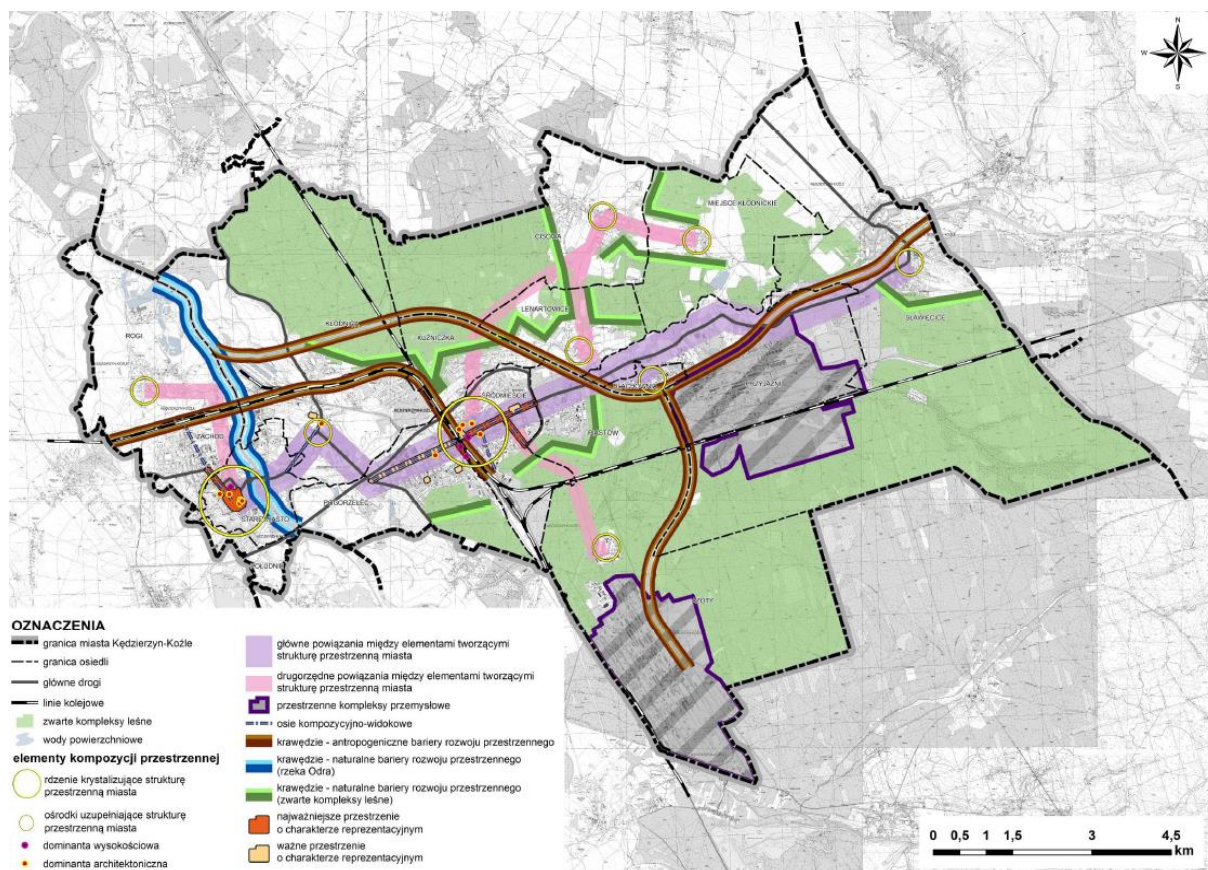 N
W
S
MIEJSCE KŁODNICKE
CISOWA
LENARTOWICE
SŁAWIĘCICE
KŁODNICA
KUŹNICZKA
ROGI
ŚRÓDMIEŚCIE
BLACHOWNIA
PRZYJAŹNI
PIASTÓW
ZACHÓD
POGORZELEC
STARE MIASTO
POŁUDNIE
AZOTY
OZNACZENIA
granica miasta Kędzierzyn-Koźle
granica osiedli
główne drogi
linie kolejowe
zwarte kompleksy leśne
wody powierzchniowe
elementy kompozycji przestrzennej
rdzenie krystalizujące strukturę
przestrzenną miasta
ośrodki uzupełniające strukturę
przestrzenną miasta
dominanta wysokościowa
dominanta architektoniczna
główne powiązania między elementami tworzącymi
strukturę przestrzenną miasta
drugorzędne powiązania między elementami tworzącymi
strukturę przestrzenną miasta
przestrzenne kompleksy przemysłowe
osie kompozycyjno-widokowe
krawędzie - antropogeniczne bariery rozwoju przestrzennego
krawędzie - naturalne bariery rozwoju przestrzennego
(rzeka Odra)
krawędzie - naturalne bariery rozwoju przestrzennego
(zwarte kompleksy leśne)
najważniejsze przestrzenie
o charakterze reprezentacyjnym
ważne przestrzenie
o charakterze reprezentacyjnym
0 0,5 1 1,5 3 4,5
km